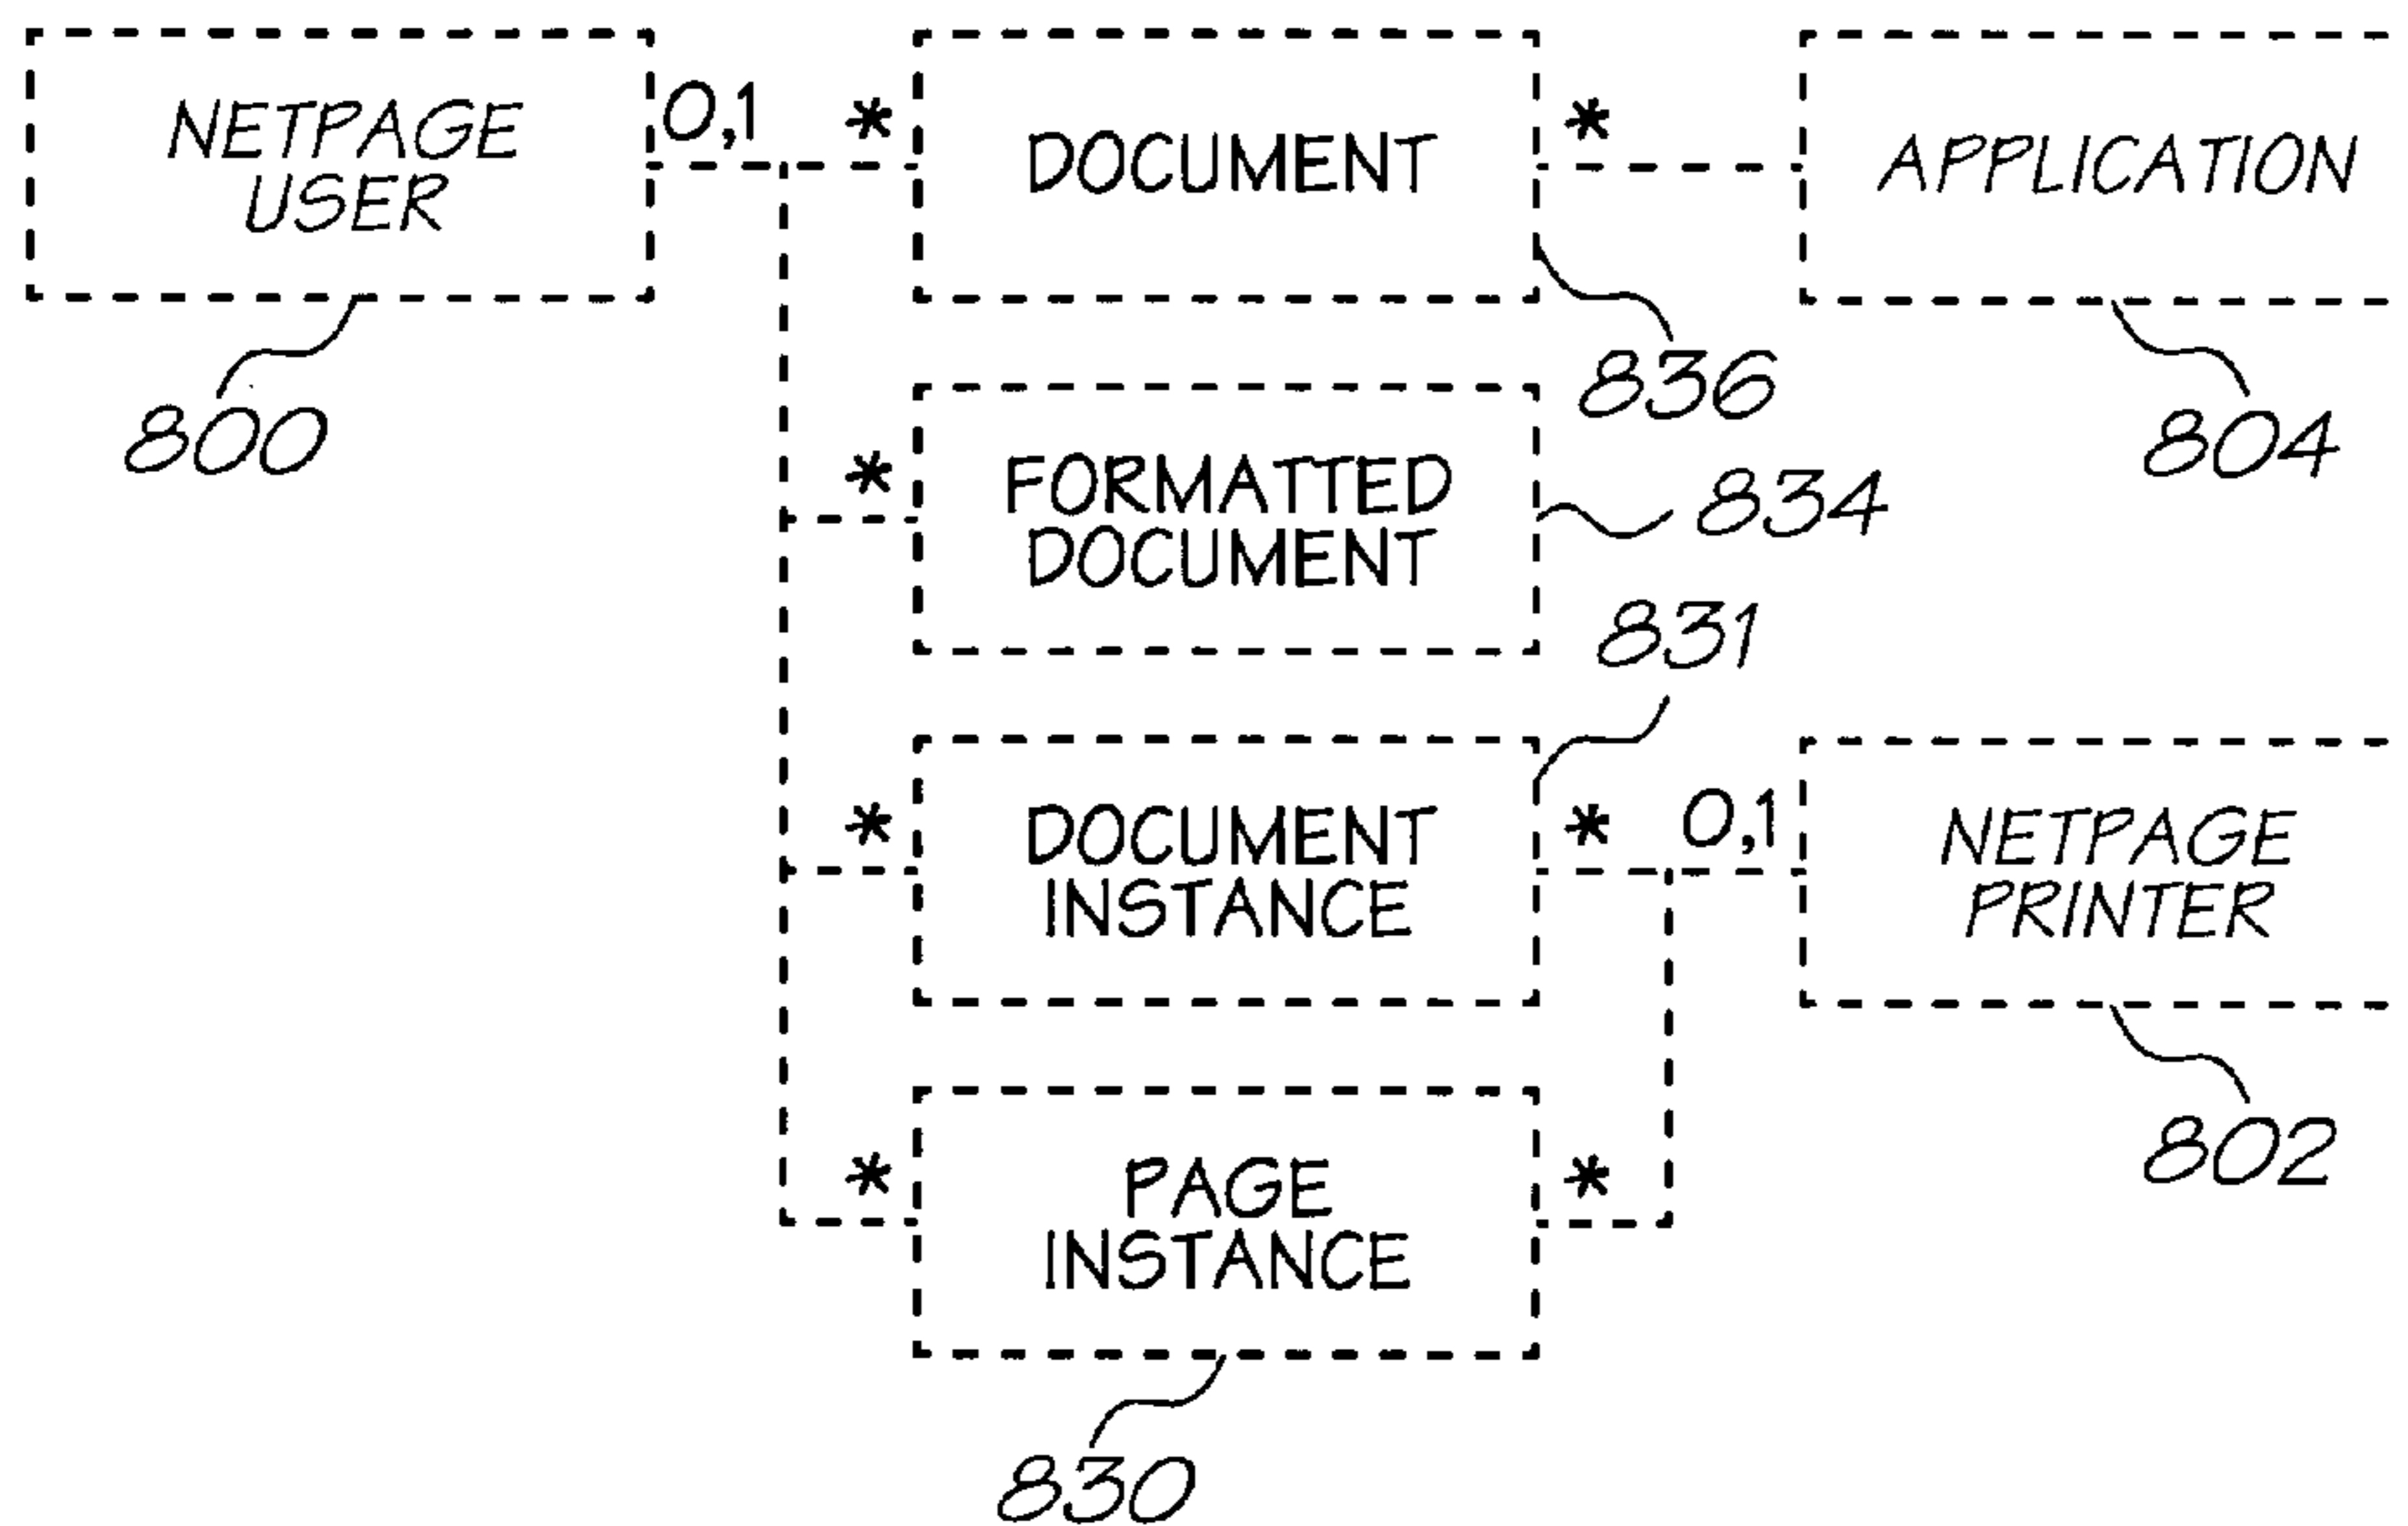 NETPAGE
USER
0,1
*
DOCUMENT
*
APPLICATION
800
836
804
*
FORMATTED
DOCUMENT
834
831
*
DOCUMENT
INSTANCE
*
0,1
NETPAGE
PRINTER
802
*
PAGE
INSTANCE
*
830